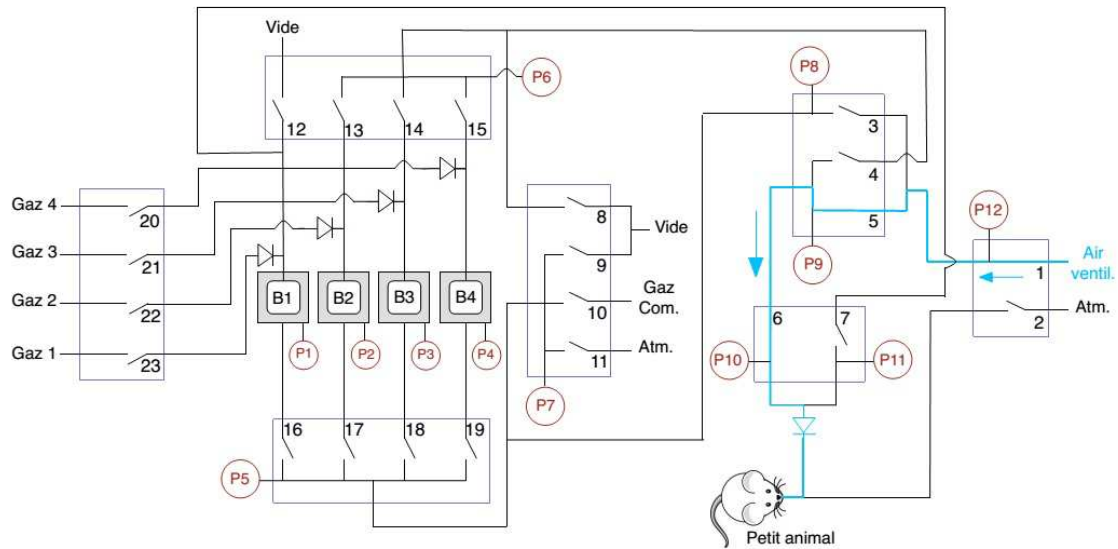 Vide
P6
12
13
14
15
P8
3
4
5
Gaz 4
20
Gaz 3
21
Gaz 2
22
Gaz 1
23
B1
B2
B3
B4
P1
P2
P3
P4
8
Vide
9
Gaz
Com.
10
Atm.
11
P7
P9
P12
Air
ventil.
1
Atm.
2
6
7
P10
P11
16
17
18
19
P5
Petit animal